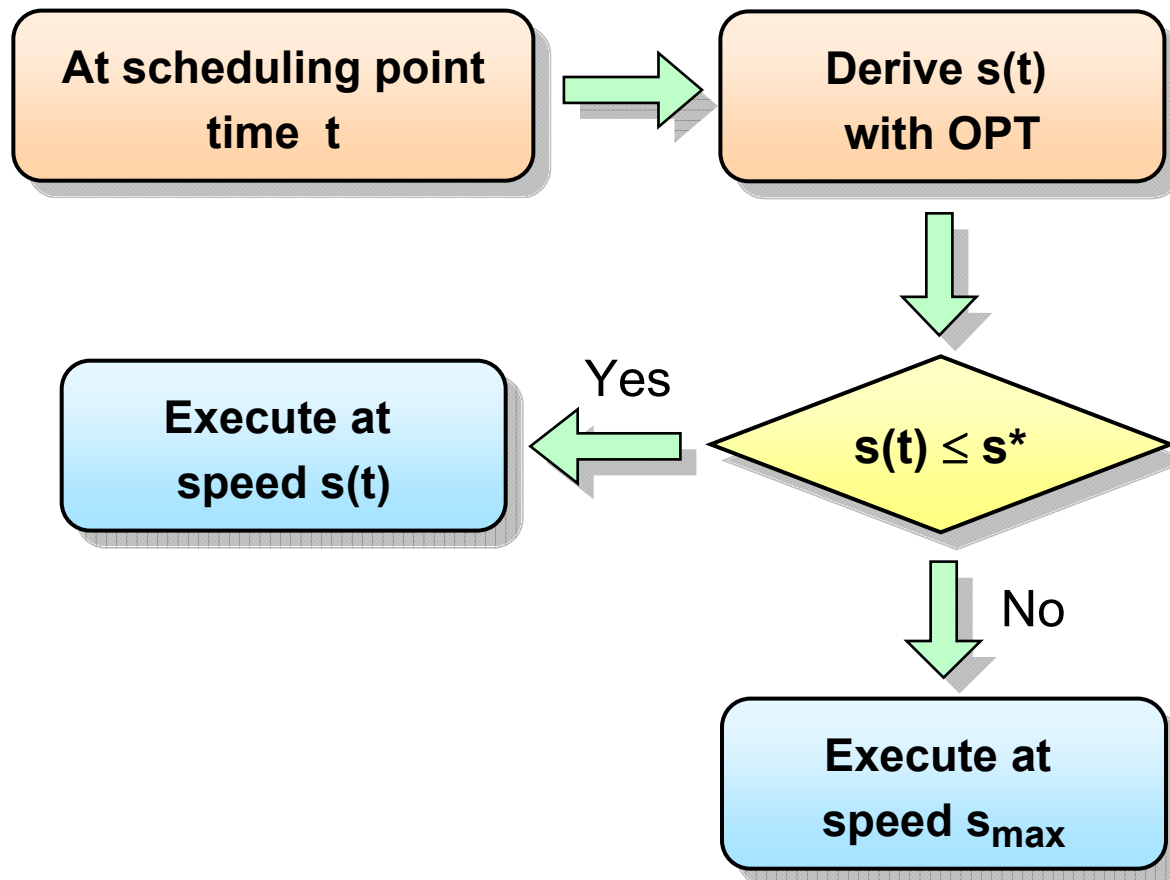 At scheduling point
time t
Derive s(t)
with OPT
Yes
Execute at
speed s(t)
s(t) ≤ s*
No
Execute at
speed smax